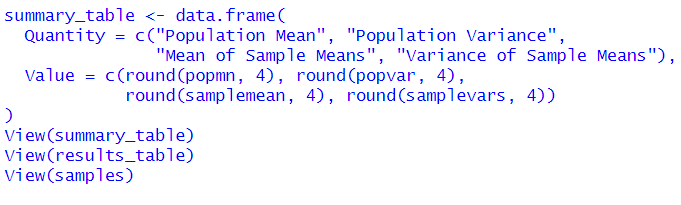 summary_table <- data.frame(
  Quantity = c("Population Mean", "Population Variance",
               "Mean of Sample Means", "Variance of Sample Means"),
  Value = c(round(popmn, 4), round(popvar, 4),
            round(samplemean, 4), round(samplevars, 4))
)
View(summary_table)
View(results_table)
View(samples)